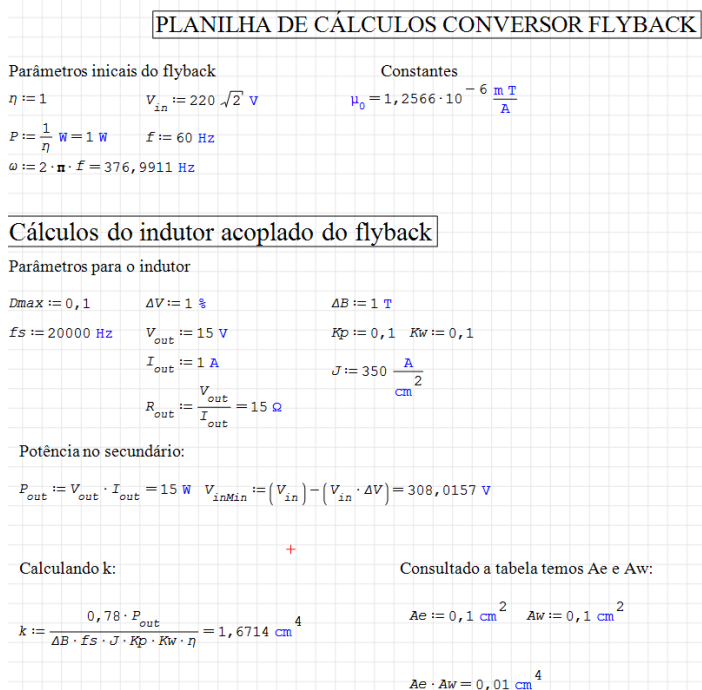 PLANILHA DE CÁLCULOS CONVERSOR FLYBACK
Parâmetros inicais do flyback Constantes
η ≔ 1 V_in ≔ 220 √2 V μ_0 = 1,2566·10^-6 m T/A
P ≔ 1/η W = 1 W f ≔ 60 Hz
ω ≔ 2·π·f = 376,9911 Hz
Cálculos do indutor acoplado do flyback
Parâmetros para o indutor
Dmax ≔ 0,1 ΔV ≔ 1 % ΔB ≔ 1 T
fs ≔ 20000 Hz V_out ≔ 15 V Kp ≔ 0,1 Kw ≔ 0,1
I_out ≔ 1 A J ≔ 350 A/cm^2
R_out ≔ V_out/I_out = 15 Ω
Potência no secundário:
P_out ≔ V_out·I_out = 15 W V_inMin ≔ (V_in)−(V_in·ΔV) = 308,0157 V
Calculando k: Consultado a tabela temos Ae e Aw:
k ≔ 0,78·P_out/(ΔB·fs·J·Kp·Kw·η) = 1,6714 cm^4 Ae ≔ 0,1 cm^2 Aw ≔ 0,1 cm^2
Ae·Aw = 0,01 cm^4